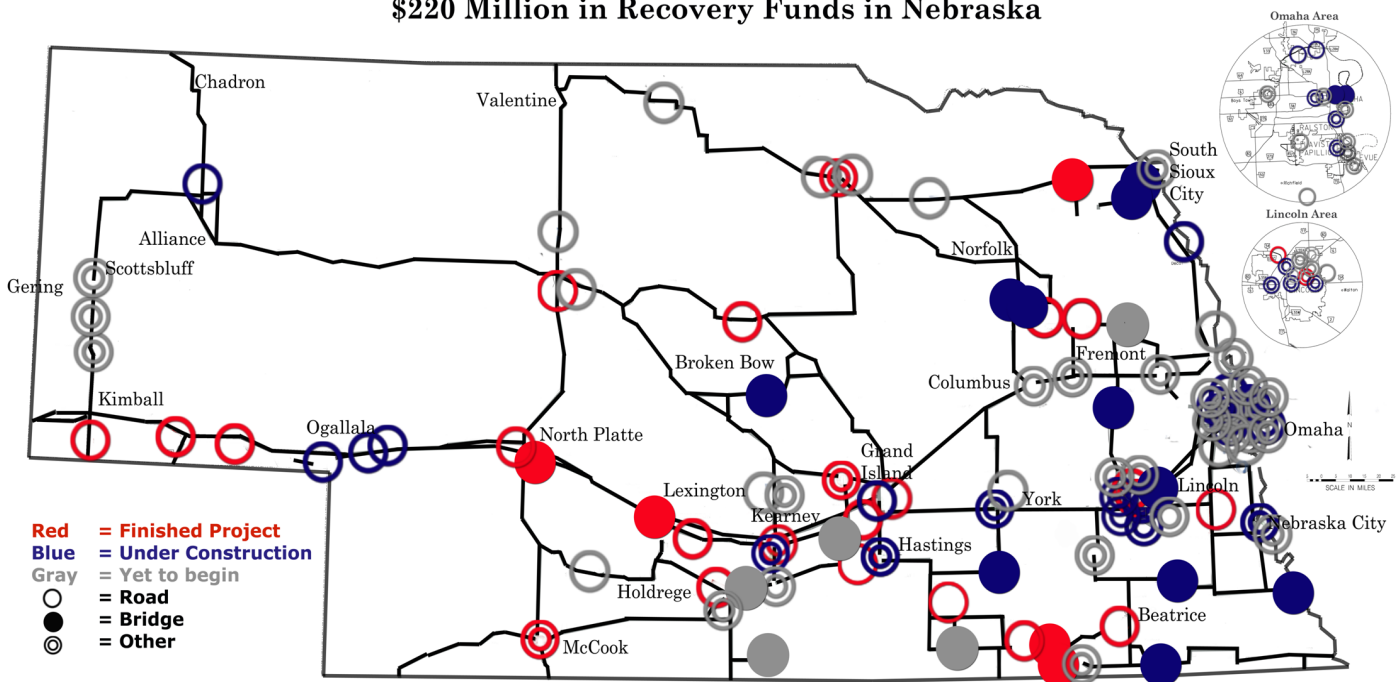 $220 Million in Recovery Funds in Nebraska
Omaha Area
Chadron
Valentine
RALSTON
South
Sioux
City
Lincoln Area
Alliance
Norfolk
Scottsbluff
Gering
Broken Bow
Fremont
Columbus
Kimball
Ogallala
North Platte
Omaha
Grand
Island
Lexington
York
Lincoln
SCALE IN MILES
Kearney
Nebraska City
Hastings
Holdrege
Beatrice
McCook
Red = Finished Project
Blue = Under Construction
Gray = Yet to begin
= Road
= Bridge
= Other